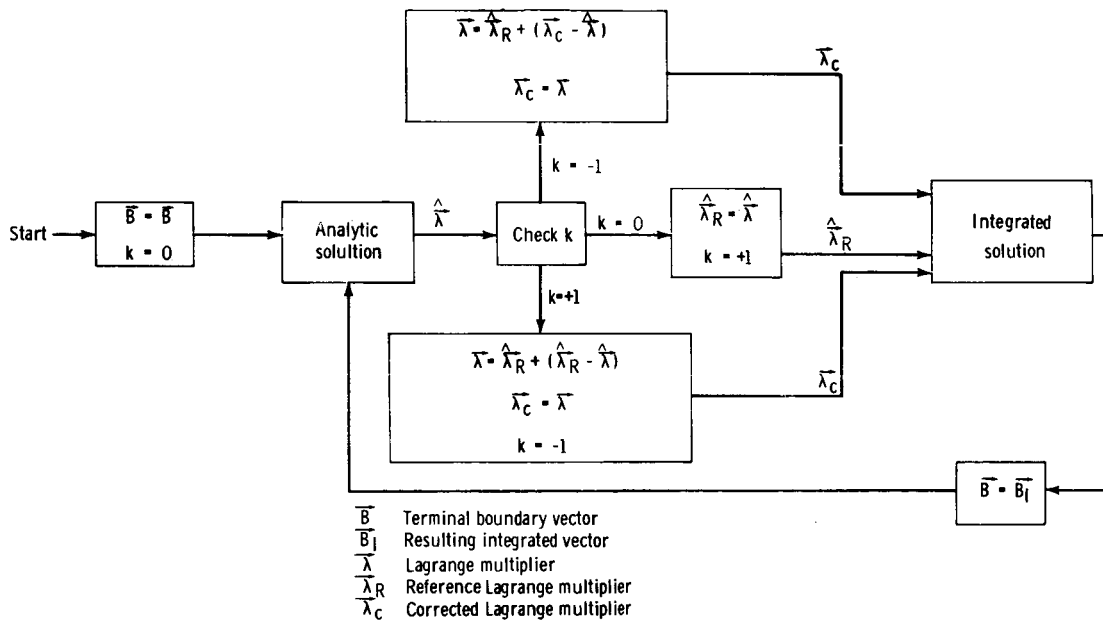 λ⃗ = λ̂⃗_R + (λ⃗_c - λ̂⃗)
λ⃗_c = λ⃗
λ⃗_c
k = -1
Start
B⃗ = B⃗
k = 0
Analytic
solultion
λ̂⃗
Check k
k = 0
λ̂⃗_R = λ̂⃗
k = +1
λ̂⃗_R
Integrated
solution
k=+1
λ⃗ = λ̂⃗_R + (λ̂⃗_R - λ̂⃗)
λ⃗_c = λ⃗
k = -1
λ⃗_c
B⃗ = B⃗_I
B⃗ Terminal boundary vector
B⃗_I Resulting integrated vector
λ⃗ Lagrange multiplier
λ⃗_R Reference Lagrange multiplier
λ⃗_c Corrected Lagrange multiplier